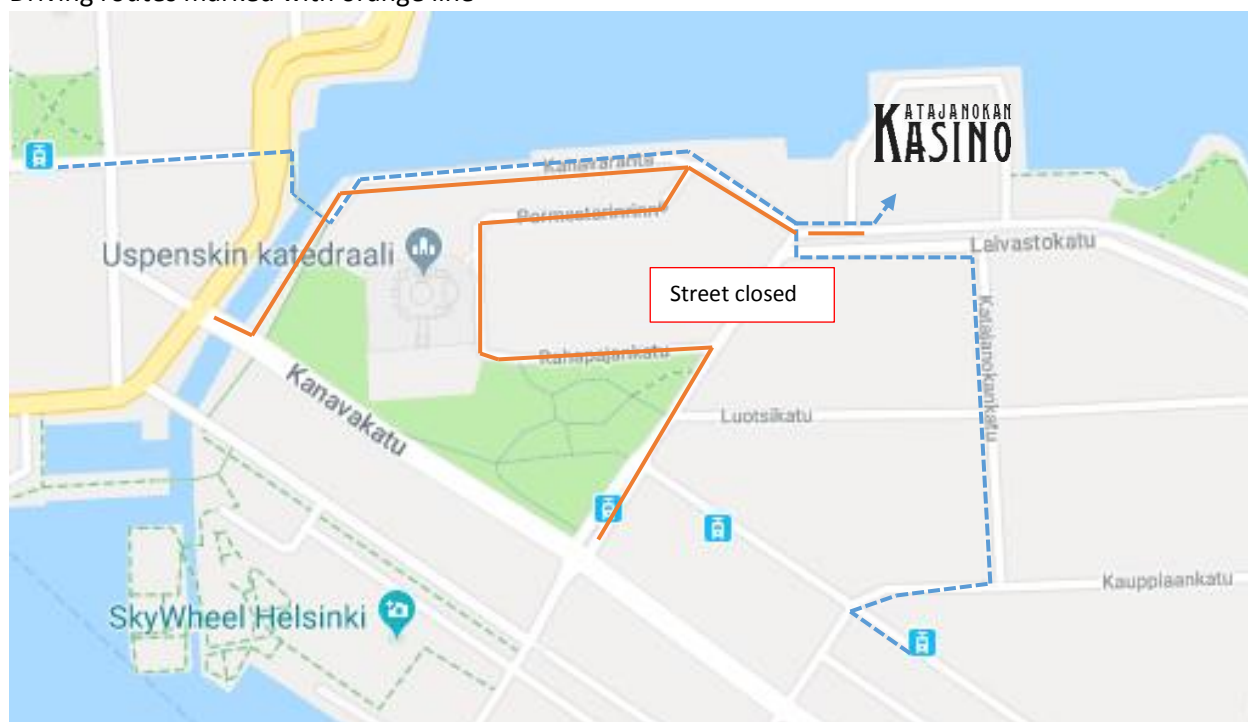 Driving routes marked with orange line
KATAJANOKAN
KASINO
Kanavaranta
Pormestarinrinne
Uspenskin katedraali
Laivastokatu
Street closed
Rahapajankatu
Katajanokankatu
Kanavakatu
Luotsikatu
Kauppiaankatu
SkyWheel Helsinki